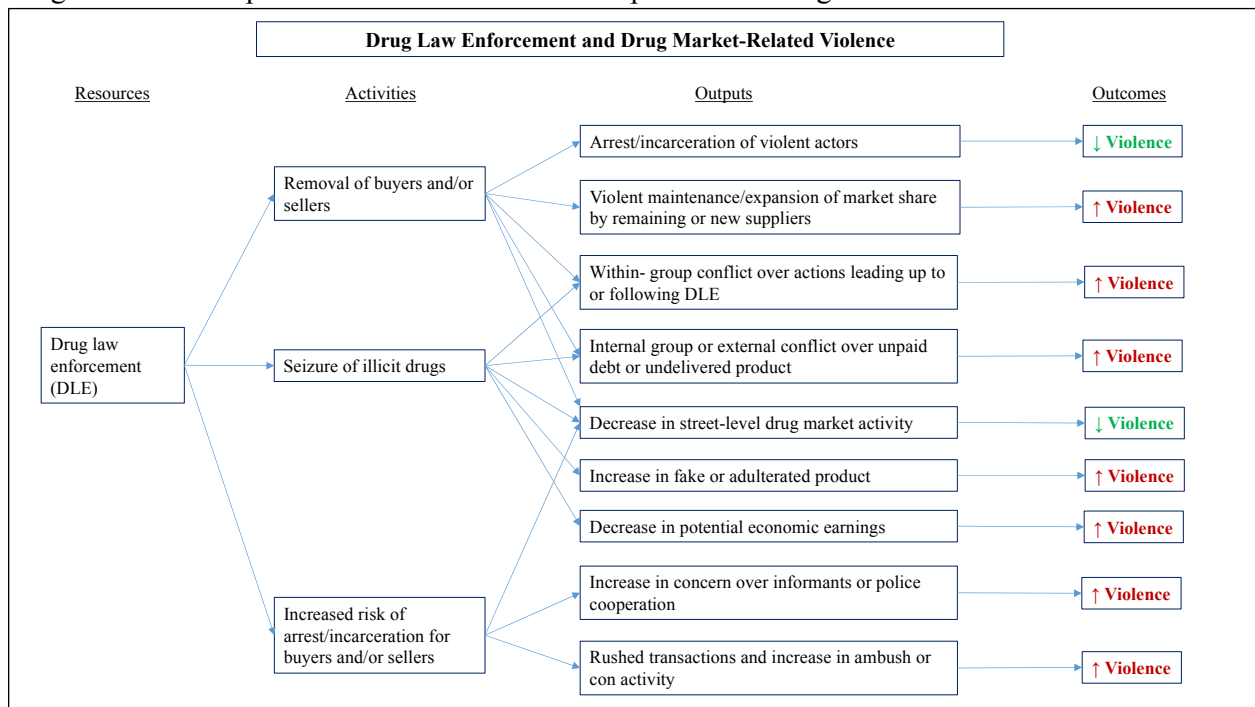 Drug Law Enforcement and Drug Market-Related Violence
Resources
Activities
Outputs
Outcomes
Drug law
enforcement
(DLE)
Removal of buyers and/or
sellers
Seizure of illicit drugs
Increased risk of
arrest/incarceration for
buyers and/or sellers
Arrest/incarceration of violent actors
↓ Violence
Violent maintenance/expansion of market share
by remaining or new suppliers
↑ Violence
Within- group conflict over actions leading up to
or following DLE
↑ Violence
Internal group or external conflict over unpaid
debt or undelivered product
↑ Violence
Decrease in street-level drug market activity
↓ Violence
Increase in fake or adulterated product
↑ Violence
Decrease in potential economic earnings
↑ Violence
Increase in concern over informants or police
cooperation
↑ Violence
Rushed transactions and increase in ambush or
con activity
↑ Violence